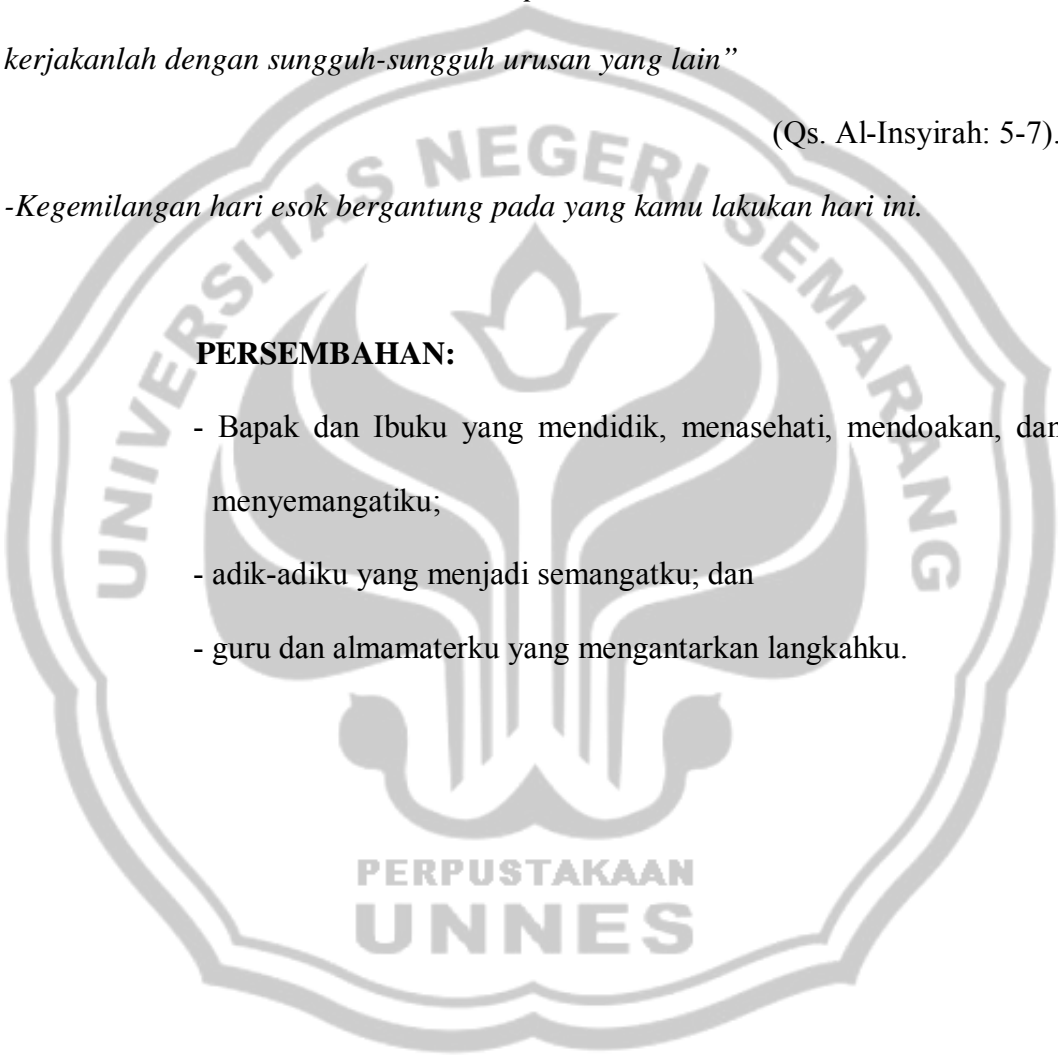 kerjakanlah dengan sungguh-sungguh urusan yang lain”
(Qs. Al-Insyirah: 5-7).
-Kegemilangan hari esok bergantung pada yang kamu lakukan hari ini.
PERSEMBAHAN:
- Bapak dan Ibuku yang mendidik, menasehati, mendoakan, dan
menyemangatiku;
- adik-adiku yang menjadi semangatku; dan
- guru dan almamaterku yang mengantarkan langkahku.
UNIVERSITAS NEGERI SEMARANG
PERPUSTAKAAN
UNNES